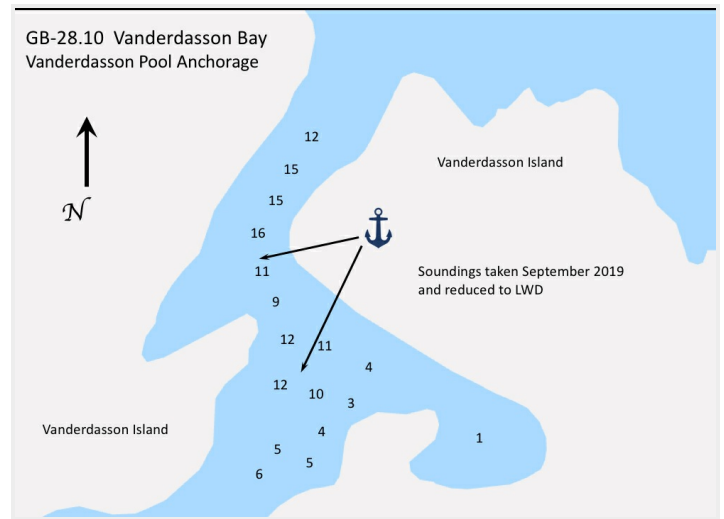 GB-28.10 Vanderdasson Bay
Vanderdasson Pool Anchorage
N
12
Vanderdasson Island
15
15
16
11
Soundings taken September 2019
and reduced to LWD
9
12
11
4
12
10
3
Vanderdasson Island
4
1
5
5
6